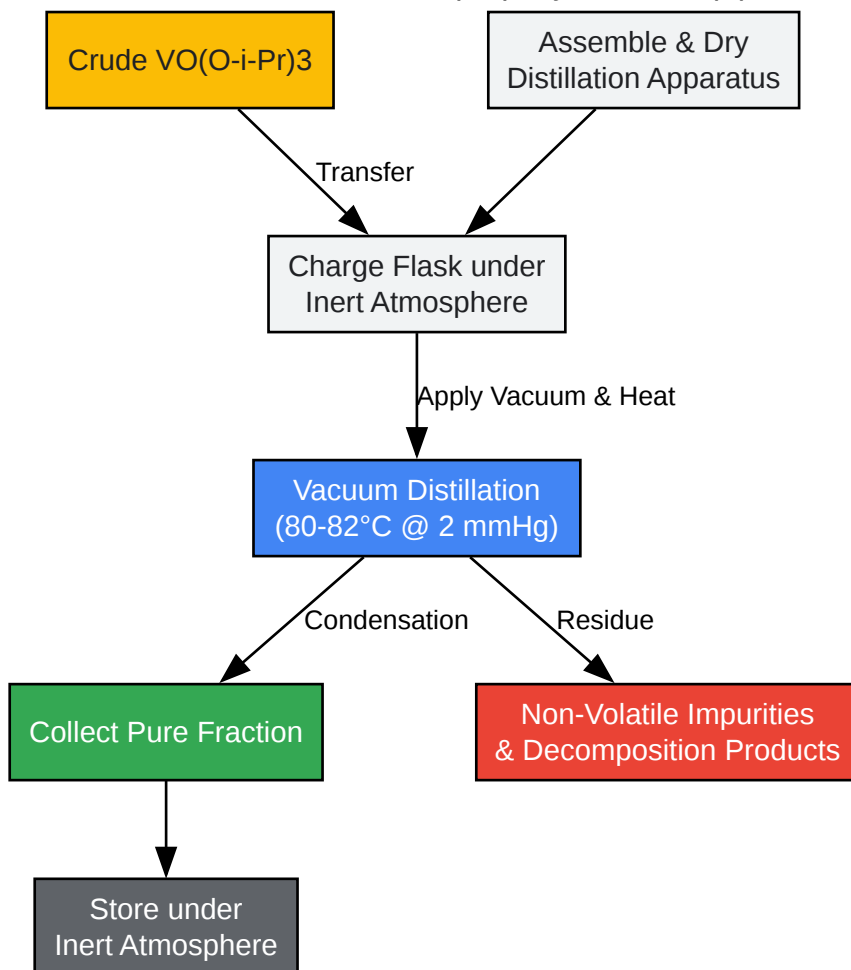 Crude VO(O-i-Pr)3
Assemble & Dry
Distillation Apparatus
Transfer
Charge Flask under
Inert Atmosphere
Apply Vacuum & Heat
Vacuum Distillation
(80-82°C @ 2 mmHg)
Condensation
Residue
Collect Pure Fraction
Non-Volatile Impurities
& Decomposition Products
Store under
Inert Atmosphere